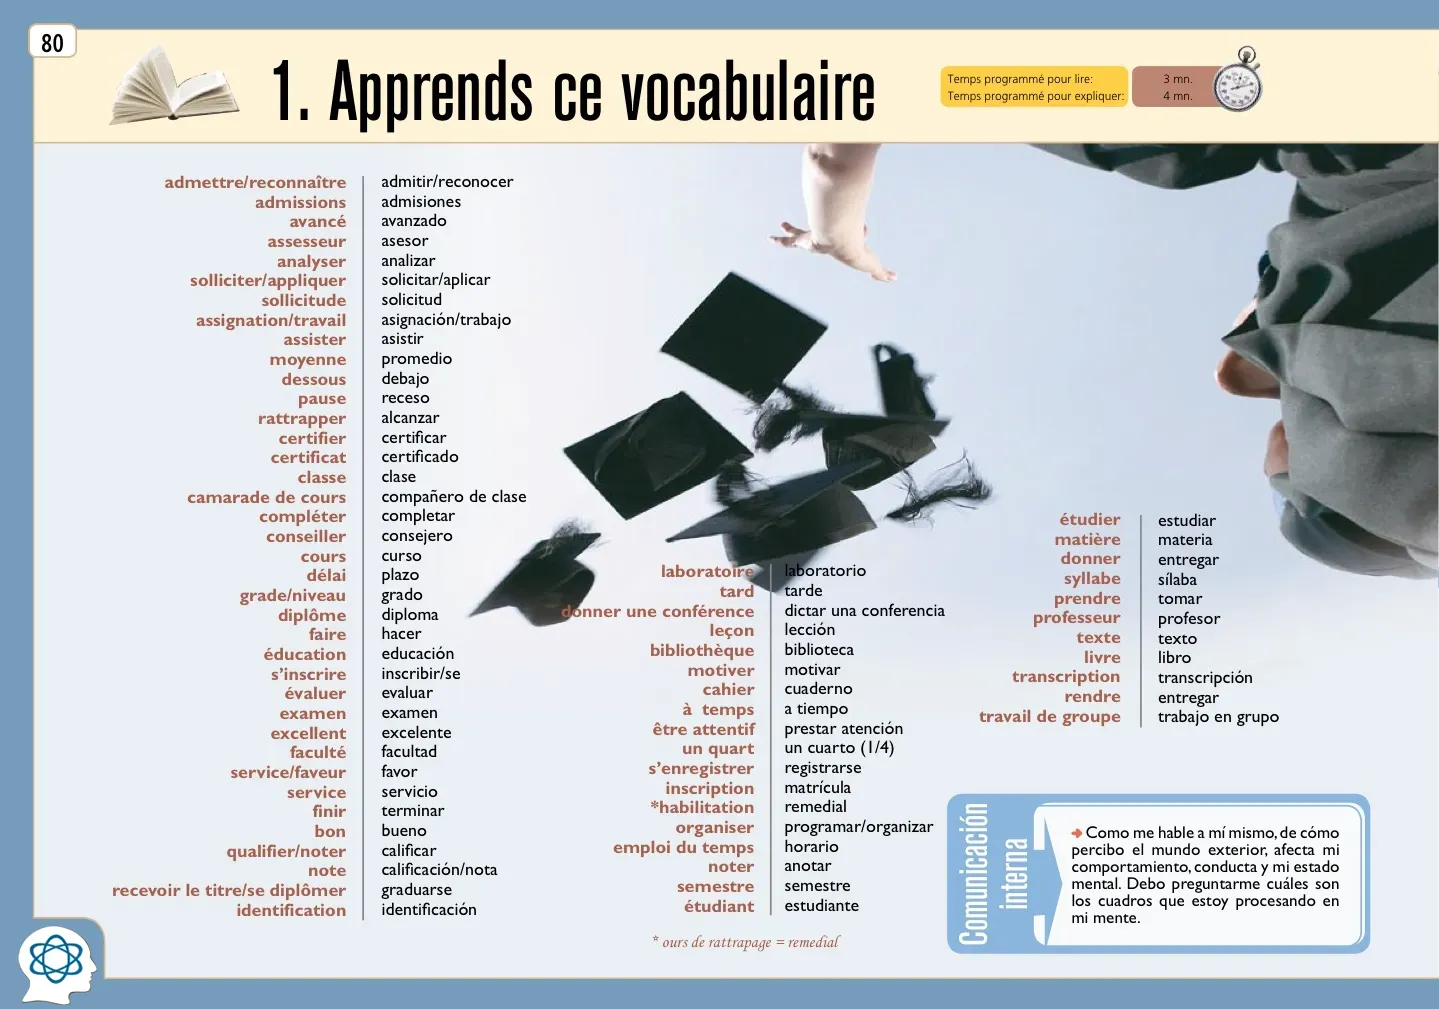 80
1. Apprends ce vocabulaire
Temps programmé pour lire: 3 mn.
Temps programmé pour expliquer: 4 mn.
admettre/reconnaître admitir/reconocer
admissions admisiones
avancé avanzado
assesseur asesor
analyser analizar
solliciter/appliquer solicitar/aplicar
sollicitude solicitud
assignation/travail asignación/trabajo
assister asistir
moyenne promedio
dessous debajo
pause receso
rattrapper alcanzar
certifier certificar
certificat certificado
classe clase
camarade de cours compañero de clase
compléter completar
conseiller consejero
cours curso
délai plazo
grade/niveau grado
diplôme diploma
faire hacer
éducation educación
s'inscrire inscribir/se
évaluer evaluar
examen examen
excellent excelente
faculté facultad
service/faveur favor
service servicio
finir terminar
bon bueno
qualifier/noter calificar
note calificación/nota
recevoir le titre/se diplômer graduarse
identification identificación
laboratoire laboratorio
tard tarde
donner une conférence dictar una conferencia
leçon lección
bibliothèque biblioteca
motiver motivar
cahier cuaderno
à temps a tiempo
être attentif prestar atención
un quart un cuarto (1/4)
s'enregistrer registrarse
inscription matrícula
*habilitation remedial
organiser programar/organizar
emploi du temps horario
noter anotar
semestre semestre
étudiant estudiante
* ours de rattrapage = remedial
étudier estudiar
matière materia
donner entregar
syllabe sílaba
prendre tomar
professeur profesor
texte texto
livre libro
transcription transcripción
rendre entregar
travail de groupe trabajo en grupo
Comunicación
interna
Como me hable a mí mismo, de cómo
percibo el mundo exterior, afecta mi
comportamiento, conducta y mi estado
mental. Debo preguntarme cuáles son
los cuadros que estoy procesando en
mi mente.